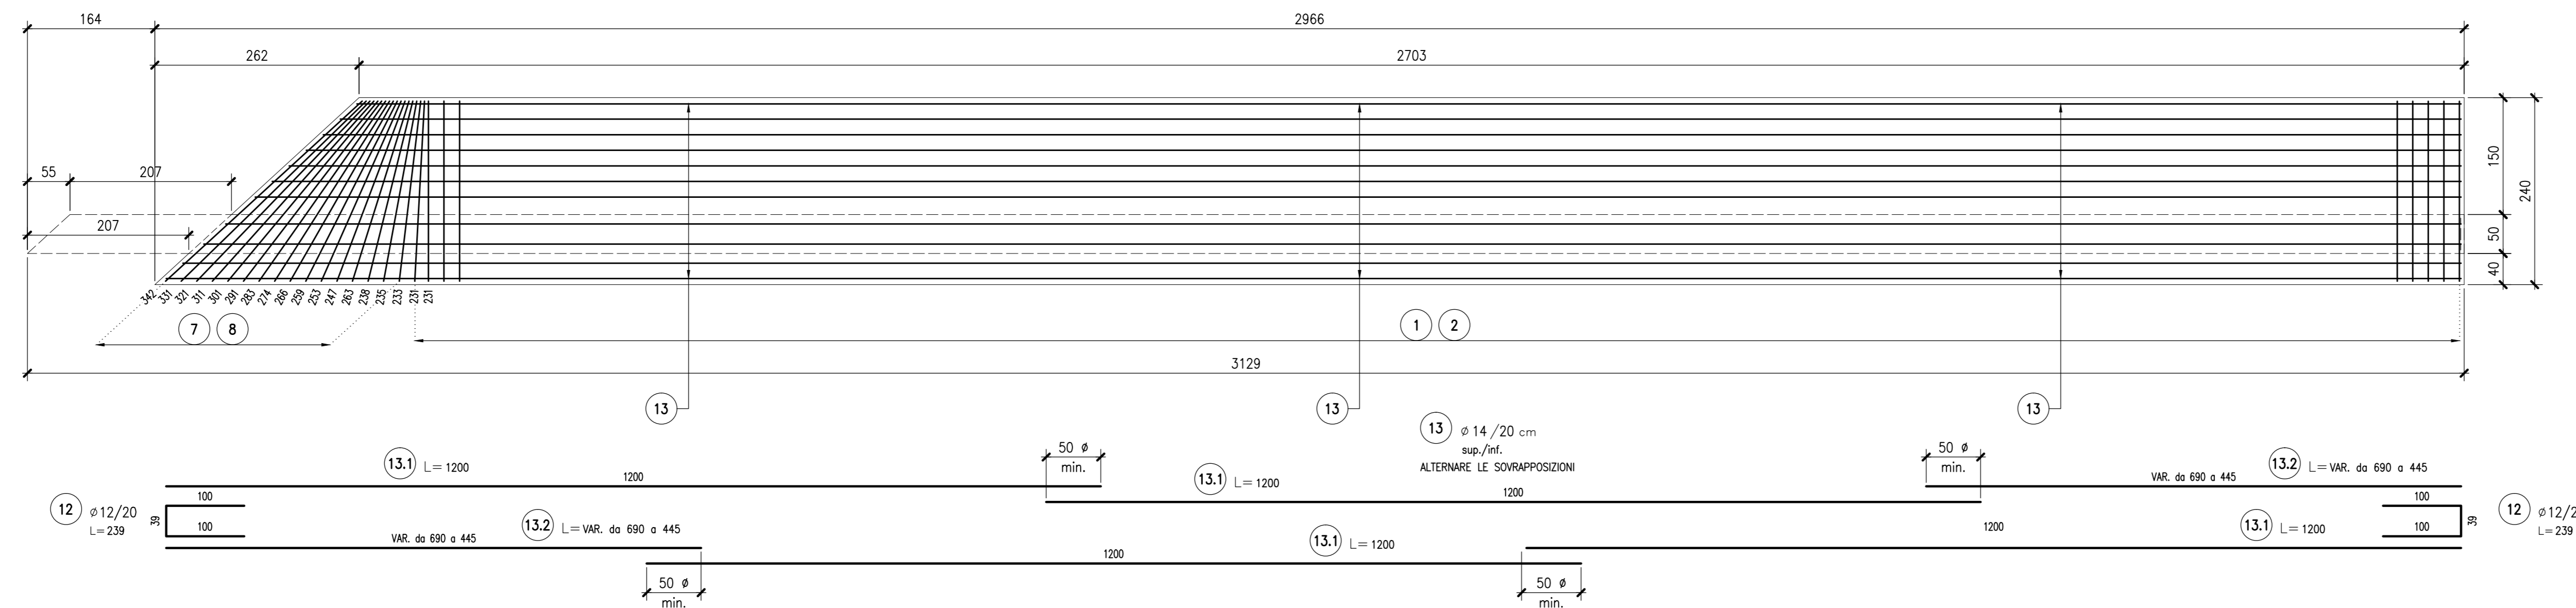 164
2966
262
2703
55
207
207
150
240
50
40
342
331
321
311
301
291
283
274
266
259
253
247
263
238
235
233
231
231
7
8
1
2
3129
13
13
13
13
Ø 14 /20 cm
sup./inf.
ALTERNARE LE SOVRAPPOSIZIONI
50 Ø
min.
50 Ø
min.
13.1 L= 1200
1200
13.1 L= 1200
1200
13.2 L= VAR. da 690 a 445
VAR. da 690 a 445
12 Ø12/20
L=239
100
39
100
13.2 L= VAR. da 690 a 445
VAR. da 690 a 445
1200
13.1 L= 1200
1200
13.1 L= 1200
100
39
100
12 Ø12/2
L=239
50 Ø
min.
50 Ø
min.